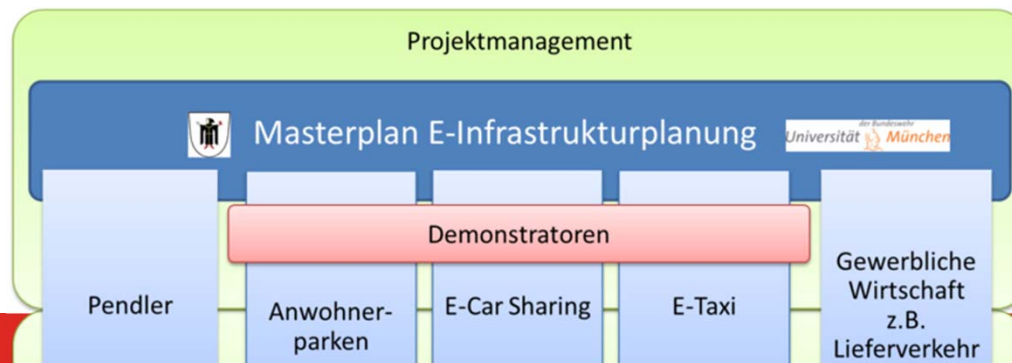 Projektmanagement
Masterplan E-Infrastrukturplanung
der Bundeswehr
Universität München
Demonstratoren
Pendler
Anwohner-
parken
E-Car Sharing
E-Taxi
Gewerbliche
Wirtschaft
z.B.
Lieferverkehr